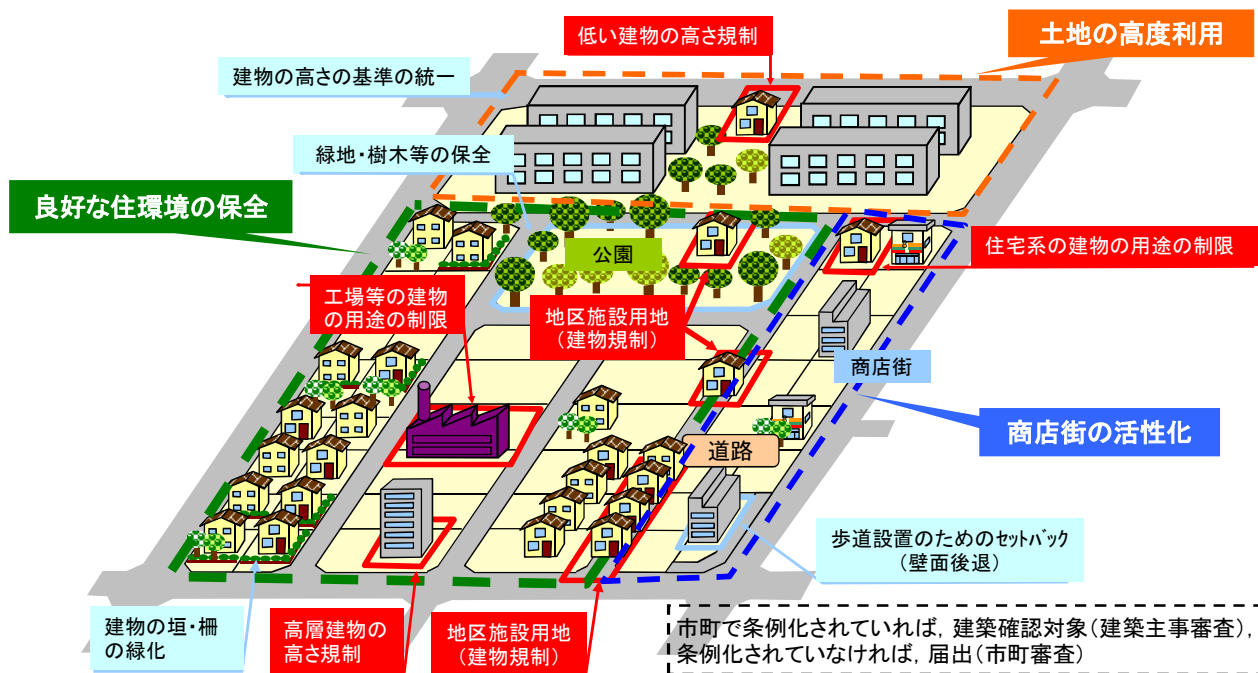 低い建物の高さ規制
土地の高度利用
建物の高さの基準の統一
緑地・樹木等の保全
良好な住環境の保全
公園
住宅系の建物の用途の制限
工場等の建物
の用途の制限
地区施設用地
（建物規制）
商店街
商店街の活性化
道路
歩道設置のためのセットバック
（壁面後退）
建物の垣・柵
の緑化
高層建物の
高さ規制
地区施設用地
（建物規制）
市町で条例化されていれば，建築確認対象（建築主事審査），
条例化されていなければ，届出（市町審査）